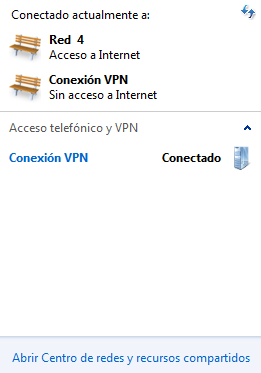 Conectado actualmente a:
Red 4
Acceso a Internet
Conexión VPN
Sin acceso a Internet
Acceso telefónico y VPN
Conexión VPN Conectado
Abrir Centro de redes y recursos compartidos